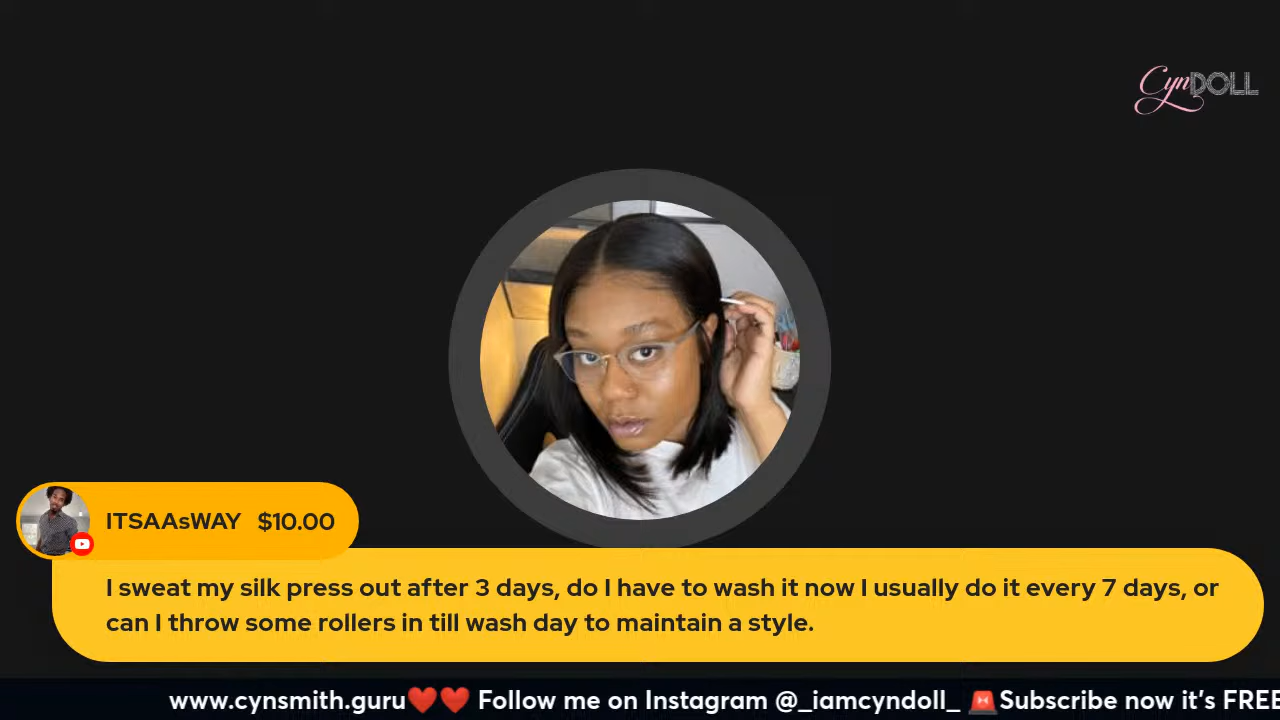 CynDOLL
ITSAAsWAY $10.00
I sweat my silk press out after 3 days, do I have to wash it now I usually do it every 7 days, or
can I throw some rollers in till wash day to maintain a style.
www.cynsmith.guru❤️❤️ Follow me on Instagram @_iamcyndoll_ 🚨Subscribe now it's FREE